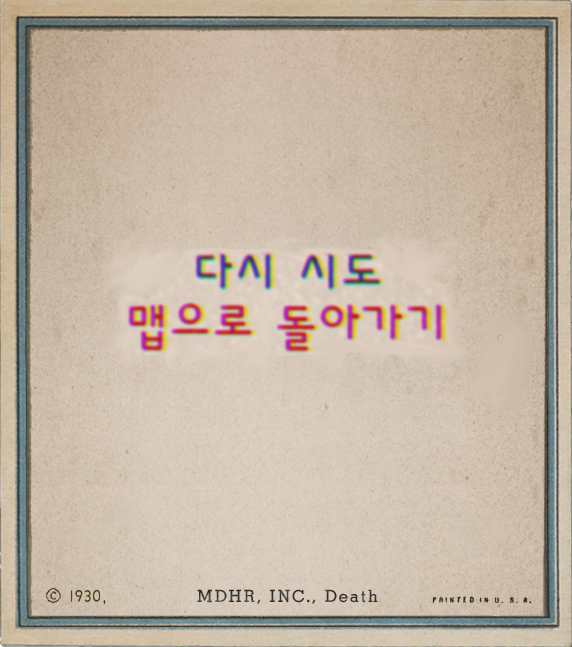 다시 시도
맵으로 돌아가기
© 1930,
MDHR, INC., Death
PRINTED IN U. S. A.